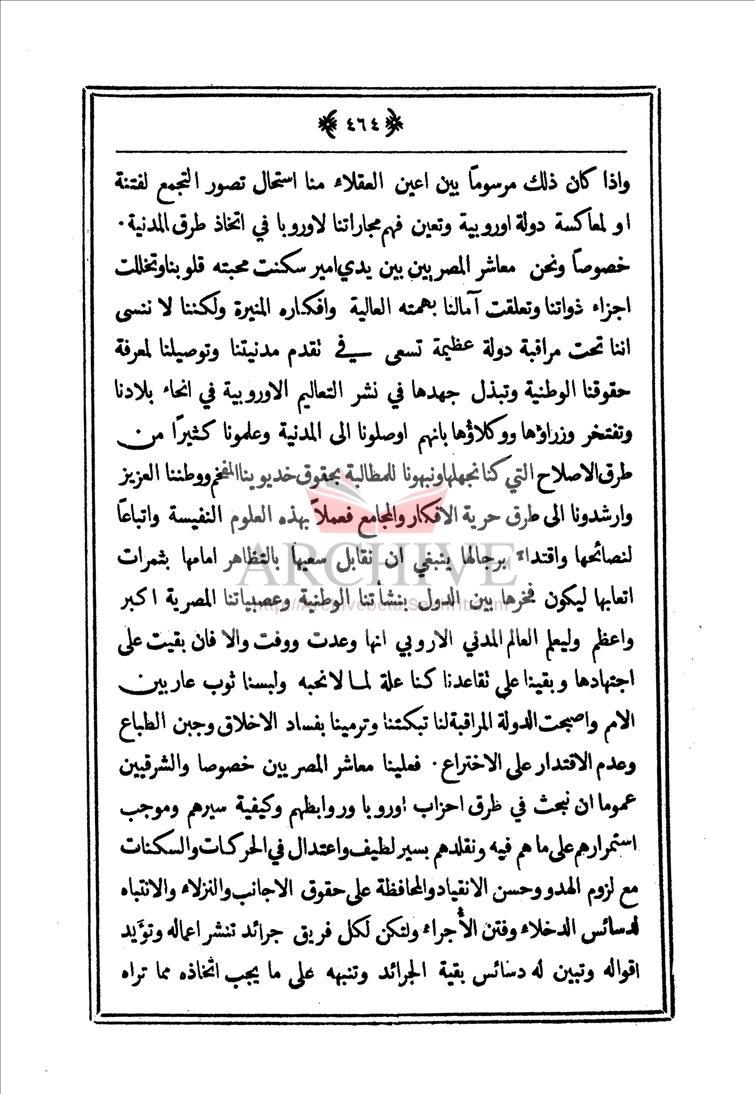 ﴿ ٤٦٤ ﴾
واذا كان ذلك مرسوماً بين اعين العقلاء منا استحال تصور التجمع لفتنة
او لمعاكسة دولة اوروبية وتعين فهم مجاراتنا لاوروبا في اتخاذ طرق المدنية ·
خصوصاً ونحن معاشر المصريين بين يدي امير سكنت محبته قلوبنا وتخللت
اجزاء ذواتنا وتعلقت آمالنا بهمته العالية وافكاره المنيرة ولكننا لا ننسى
اننا تحت مراقبة دولة عظيمة تسعى في تقدم مدنيتنا وتوصيلنا لمعرفة
حقوقنا الوطنية وتبذل جهدها في نشر التعاليم الاوروبية في انحاء بلادنا
وتفتخر وزراؤها ووكلاؤها بانهم اوصلونا الى المدنية وعلمونا كثيراً من
طرق الاصلاح التي كنا نجهلها ونبهونا للمطالبة بحقوق خديوينا المفخم ووطننا العزيز
وارشدونا الى طرق حرية الافكار والمجامع فعملاً بهذه العلوم النفيسة واتباعاً
لنصائحها واقتداء برجالها ينبغي ان نقابل سعيها بالتظاهر امامها بثمرات
ARCHIVE
اتعابها ليكون فخرها بين الدول بنشأتنا الوطنية وعصبياتنا المصرية اكبر
واعظم وليعلم العالم المدني الاروبي انها وعدت ووفت والا فان بقيت على
اجتهادها وبقينا على تقاعدنا كنا علة لما لانحبه ولبسنا ثوب عار بين
الامم واصبحت الدولة المراقبة لنا تبكتنا وترمينا بفساد الاخلاق وجبن الطباع
وعدم الاقتدار على الاختراع · فعلينا معاشر المصريين خصوصا والشرقيين
عموما ان نبحث في طرق احزاب اوروبا وروابطهم وكيفية سيرهم وموجب
استمرارهم على ما هم فيه ونقلدهم بسير لطيف واعتدال في الحركات والسكنات
مع لزوم الهدو وحسن الانقياد والمحافظة على حقوق الاجانب والنزلاء والانتباه
لدسائس الدخلاء وفتن الأُجراء ولتكن لكل فريق جرائد تنشر اعماله وتؤيد
اقواله وتبين له دسائس بقية الجرائد وتنبهه على ما يجب اتخاذه مما تراه